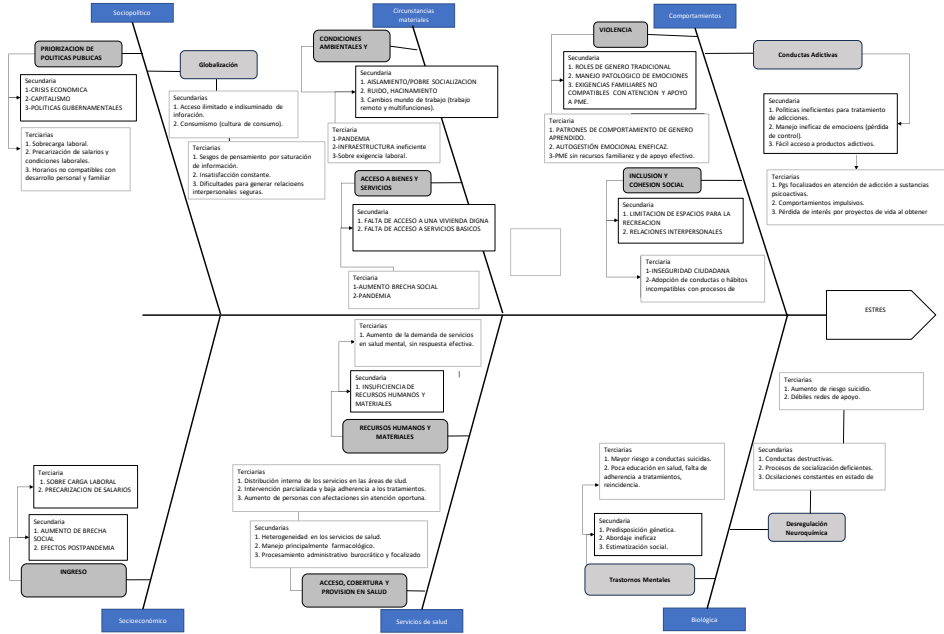 Sociopolítico
PRIORIZACION DE
POLITICAS PUBLICAS
Secundaria
1-CRISIS ECONOMICA
2-CAPITALISMO
3-POLITICAS GUBERNAMENTALES
Terciarias
1. Sobrecarga laboral.
2. Precarización de salarios y
condiciones laborales.
3. Horarios no compatibles con
desarrollo personal y familiar
Globalización
Secundarias
1. Acceso ilimitado e indisuminado de
inforación.
2. Consumismo (cultura de consumo).
Terciarias
1. Sesgos de pensamiento por saturación
de información.
2. Insatisfacción constante.
3. Dificultades para generar relacioens
interpersonales seguras.
Circunstancias
materiales
CONDICIONES
AMBIENTALES Y
Secundaria
1. AISLAMIENTO/POBRE SOCIALIZACION
2. RUIDO, HACINAMIENTO
3. Cambios mundo de trabajo (trabajo
remoto y multifunciones).
Terciaria
1-PANDEMIA
2-INFRAESTRUCTURA ineficiente
3-Sobre exigencia laboral.
ACCESO A BIENES Y
SERVICIOS
Secundaria
1. FALTA DE ACCESO A UNA VIVIENDA DIGNA
2. FALTA DE ACCESO A SERVICIOS BASICOS
Terciaria
1-AUMENTO BRECHA SOCIAL
2-PANDEMIA
Comportamientos
VIOLENCIA
Secundaria
1. ROLES DE GENERO TRADICIONAL
2. MANEJO PATOLOGICO DE EMOCIONES
3. EXIGENCIAS FAMILIARES NO
COMPATIBLES CON ATENCION Y APOYO
A PME.
Terciaria
1. PATRONES DE COMPORTAMIENTO DE GENERO
APRENDIDO.
2. AUTOGESTIÓN EMOCIONAL ENEFICAZ.
3-PME sin recursos familiarez y de apoyo efectivo.
INCLUSION Y
COHESION SOCIAL
Secundaria
1. LIMITACION DE ESPACIOS PARA LA
RECREACION
2. RELACIONES INTERPERSONALES
Terciaria
1-INSEGURIDAD CIUDADANA
2-Adopción de conductas o hábitos
incompatibles con procesos de
Conductas Adictivas
Secundaria
1. Políticas ineficientes para tratamiento
de adicciones.
2. Manejo ineficaz de emocioens (pérdida
de control).
3. Fácil acceso a productos adictivos.
Terciarias
1. Pgs focalizados en atención de adicción a sustancias
psicoactivas.
2. Comportamientos impulsivos.
3. Pérdida de interés por proyectos de vida al obtener
ESTRES
Terciarias
1. Aumento de la demanda de servicios
en salud mental, sin respuesta efectiva.
Secundaria
1. INSUFICIENCIA DE
RECURSOS HUMANOS Y
MATERIALES
RECURSOS HUMANOS Y
MATERIALES
Terciaria
1. SOBRE CARGA LABORAL
2. PRECARIZACION DE SALARIOS
Secundaria
1. AUMENTO DE BRECHA
SOCIAL
2. EFECTOS POSTPANDEMIA
INGRESO
Socioeconómico
Terciarias
1. Distribución interna de los servicios en las áreas de slud.
2. Intervención parcializada y baja adherencia a los tratamientos.
3. Aumento de personas con afectaciones sin atención oportuna.
Secundarias
1. Heterogeneidad en los servicios de salud.
2. Manejo principalmente farmacológico.
3. Procesamiento administrativo burocrático y focalizado
ACCESO, COBERTURA Y
PROVISION EN SALUD
Servicios de salud
Terciarias
1. Mayor riesgo a conductas suicidas.
2. Poca educación en salud, falta de
adherencia a tratamientos,
reincidencia.
Secundaria
1. Predisposición génetica.
2. Abordaje ineficaz
3. Estimatización social.
Trastornos Mentales
Terciarias
1. Aumento de riesgo suicidio.
2. Débiles redes de apoyo.
Secundarias
1. Conductas destructivas.
2. Procesos de socialización deficientes.
3. Ocsilaciones constantes en estado de
Desregulación
Neuroquímica
Biológica